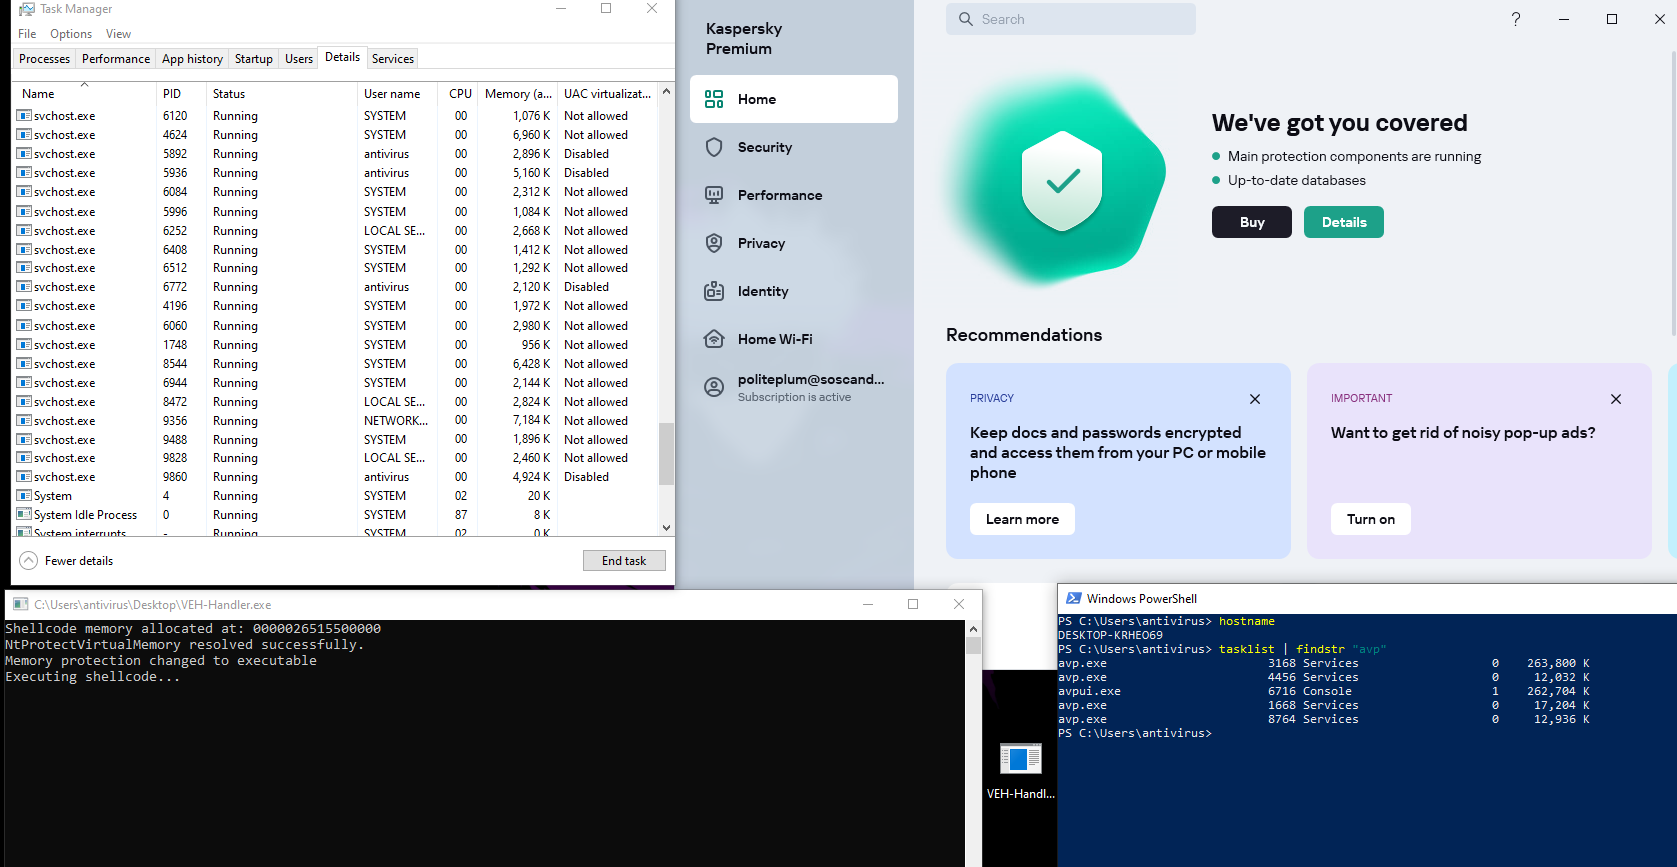 Task Manager
File Options View
Processes Performance App history Startup Users Details Services
Name PID Status User name CPU Memory (a... UAC virtualizat...
svchost.exe 6120 Running SYSTEM 00 1,076 K Not allowed
svchost.exe 4624 Running SYSTEM 00 6,960 K Not allowed
svchost.exe 5892 Running antivirus 00 2,896 K Disabled
svchost.exe 5936 Running antivirus 00 5,160 K Disabled
svchost.exe 6084 Running SYSTEM 00 2,312 K Not allowed
svchost.exe 5996 Running SYSTEM 00 1,084 K Not allowed
svchost.exe 6252 Running LOCAL SE... 00 2,668 K Not allowed
svchost.exe 6408 Running SYSTEM 00 1,412 K Not allowed
svchost.exe 6512 Running SYSTEM 00 1,292 K Not allowed
svchost.exe 6772 Running antivirus 00 2,120 K Disabled
svchost.exe 4196 Running SYSTEM 00 1,972 K Not allowed
svchost.exe 6060 Running SYSTEM 00 2,980 K Not allowed
svchost.exe 1748 Running SYSTEM 00 956 K Not allowed
svchost.exe 8544 Running SYSTEM 00 6,428 K Not allowed
svchost.exe 6944 Running SYSTEM 00 2,144 K Not allowed
svchost.exe 8472 Running LOCAL SE... 00 2,824 K Not allowed
svchost.exe 9356 Running NETWORK... 00 7,184 K Not allowed
svchost.exe 9488 Running SYSTEM 00 1,896 K Not allowed
svchost.exe 9828 Running LOCAL SE... 00 2,460 K Not allowed
svchost.exe 9860 Running antivirus 00 4,924 K Disabled
System 4 Running SYSTEM 02 20 K
System Idle Process 0 Running SYSTEM 87 8 K
System interrupts - Running SYSTEM 02 0 K
Fewer details End task
Kaspersky
Premium
Home
Security
Performance
Privacy
Identity
Home Wi-Fi
politeplum@soscand...
Subscription is active
Search
?
We've got you covered
Main protection components are running
Up-to-date databases
Buy Details
Recommendations
PRIVACY
Keep docs and passwords encrypted
and access them from your PC or mobile
phone
Learn more
IMPORTANT
Want to get rid of noisy pop-up ads?
Turn on
C:\Users\antivirus\Desktop\VEH-Handler.exe
Shellcode memory allocated at: 0000026515500000
NtProtectVirtualMemory resolved successfully.
Memory protection changed to executable
Executing shellcode...
VEH-Handl...
Windows PowerShell
PS C:\Users\antivirus> hostname
DESKTOP-KRHEO69
PS C:\Users\antivirus> tasklist | findstr "avp"
avp.exe 3168 Services 0 263,800 K
avp.exe 4456 Services 0 12,032 K
avpui.exe 6716 Console 1 262,704 K
avp.exe 1668 Services 0 17,204 K
avp.exe 8764 Services 0 12,936 K
PS C:\Users\antivirus>